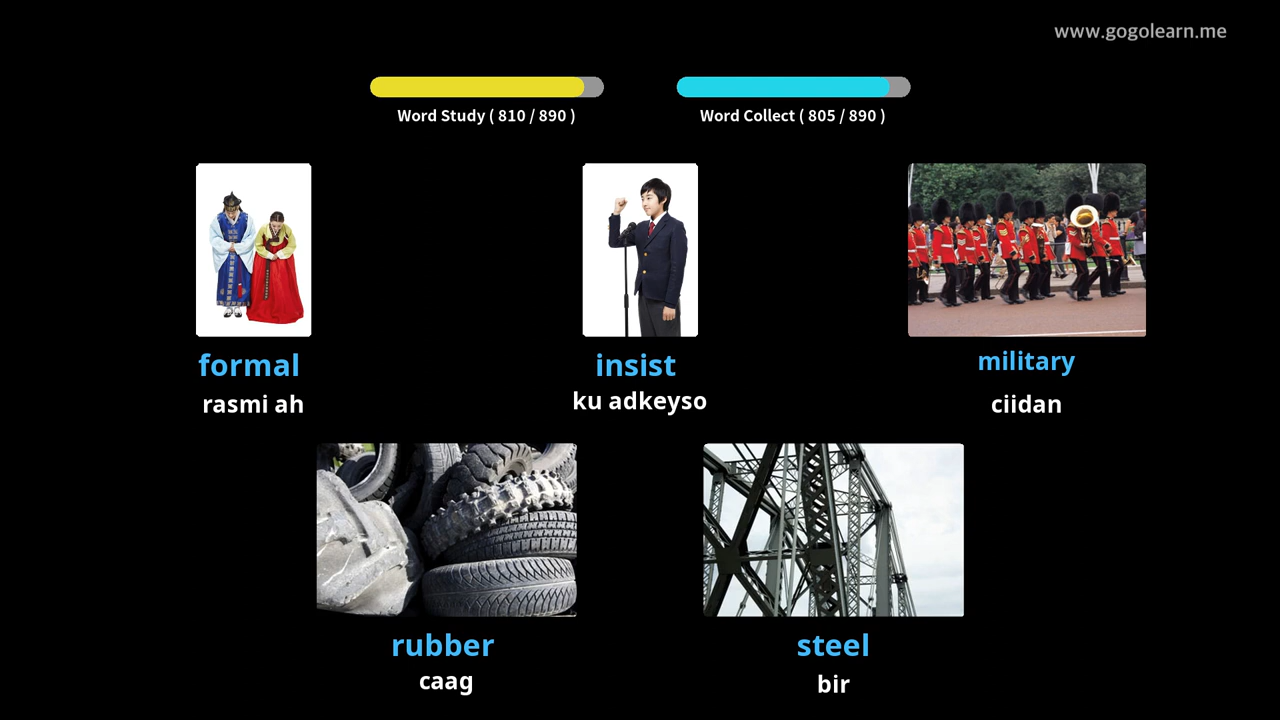 www.gogolearn.me
Word Study ( 810 / 890 )
Word Collect ( 805 / 890 )
formal
rasmi ah
insist
ku adkeyso
military
ciidan
rubber
caag
steel
bir